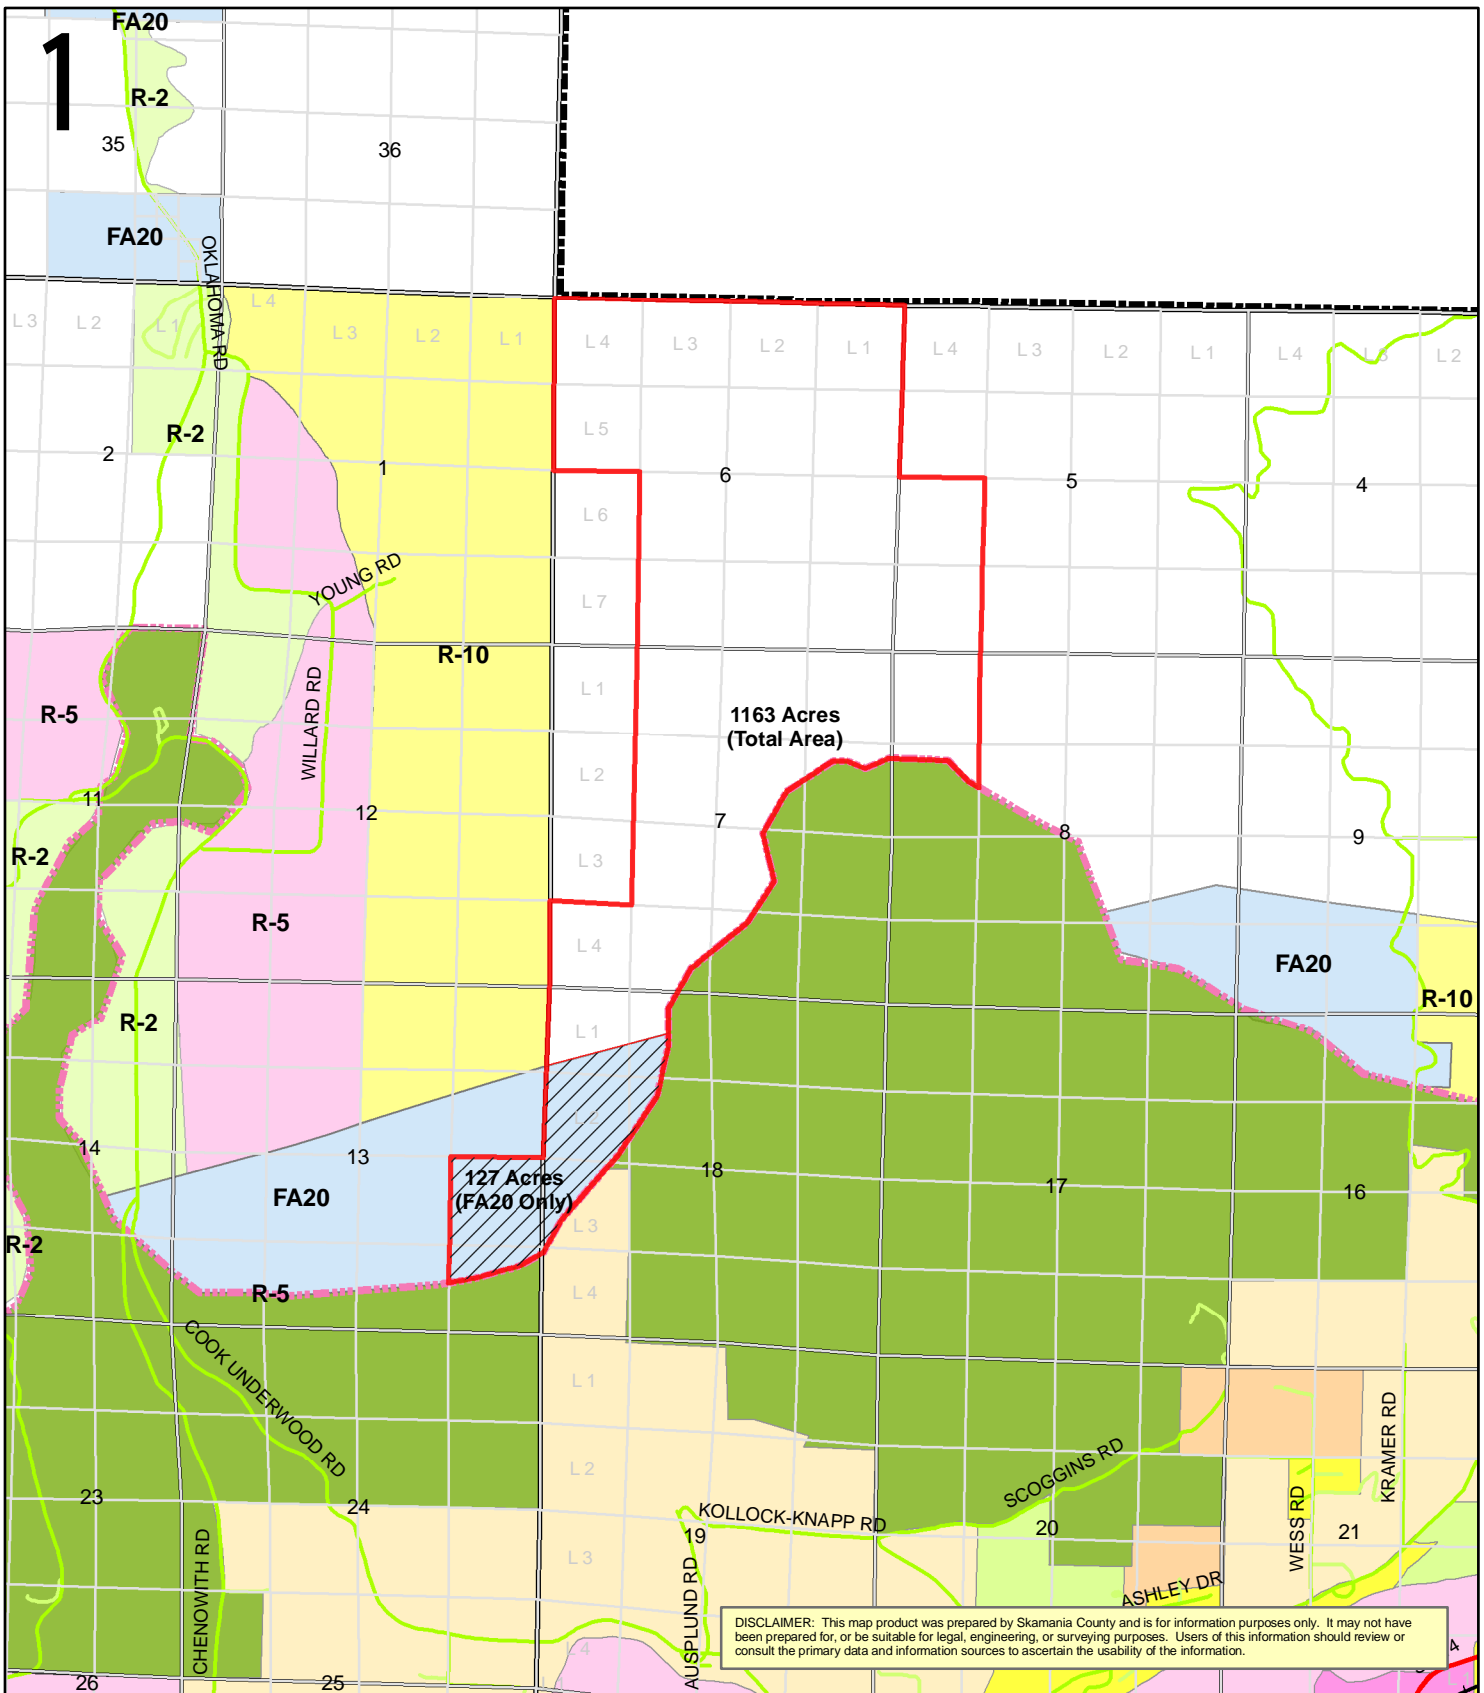 1
FA20
R-2
35
36
FA20
OKLAHOMA RD
L 4
L 3
L 2
L 1
L 3
L 2
L 1
L 4
L 3
L 2
L 1
L 4
L 3
L 2
L 1
L 4
L 3
L 2
R-2
L 5
2
1
6
5
4
L 6
YOUNG RD
L 7
R-10
WILLARD RD
L 1
R-5
1163 Acres
(Total Area)
L 2
11
12
7
8
9
R-2
L 3
R-5
L 4
FA20
R-10
R-2
L 1
L 2
14
13
127 Acres
(FA20 Only)
18
17
16
FA20
L 3
R-2
R-5
L 4
COOK UNDERWOOD RD
L 1
KRAMER RD
SCOGGINS RD
L 2
23
24
KOLLOCK-KNAPP RD
WESS RD
19
20
21
CHENOWITH RD
L 3
AUSPLUND RD
ASHLEY DR
DISCLAIMER: This map product was prepared by Skamania County and is for information purposes only. It may not have
been prepared for, or be suitable for legal, engineering, or surveying purposes. Users of this information should review or
consult the primary data and information sources to ascertain the usability of the information.
L 4
26
25